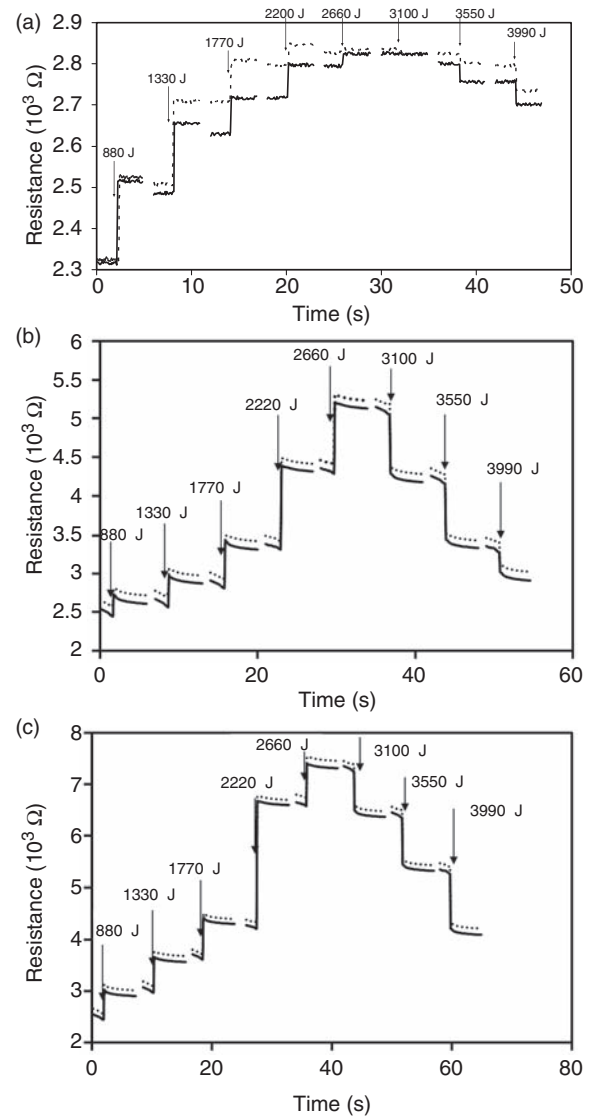 (a)
2.9
2.8
2.7
2.6
2.5
2.4
2.3
Resistance (10³ Ω)
880 J
1330 J
1770 J
2200 J
2660 J
3100 J
3550 J
3990 J
0
10
20
30
40
50
Time (s)
(b)
6
5.5
5
4.5
4
3.5
3
2.5
2
Resistance (10³ Ω)
880 J
1330 J
1770 J
2220 J
2660 J
3100 J
3550 J
3990 J
0
20
40
60
Time (s)
(c)
8
7
6
5
4
3
2
Resistance (10³ Ω)
880 J
1330 J
1770 J
2220 J
2660 J
3100 J
3550 J
3990 J
0
20
40
60
80
Time (s)